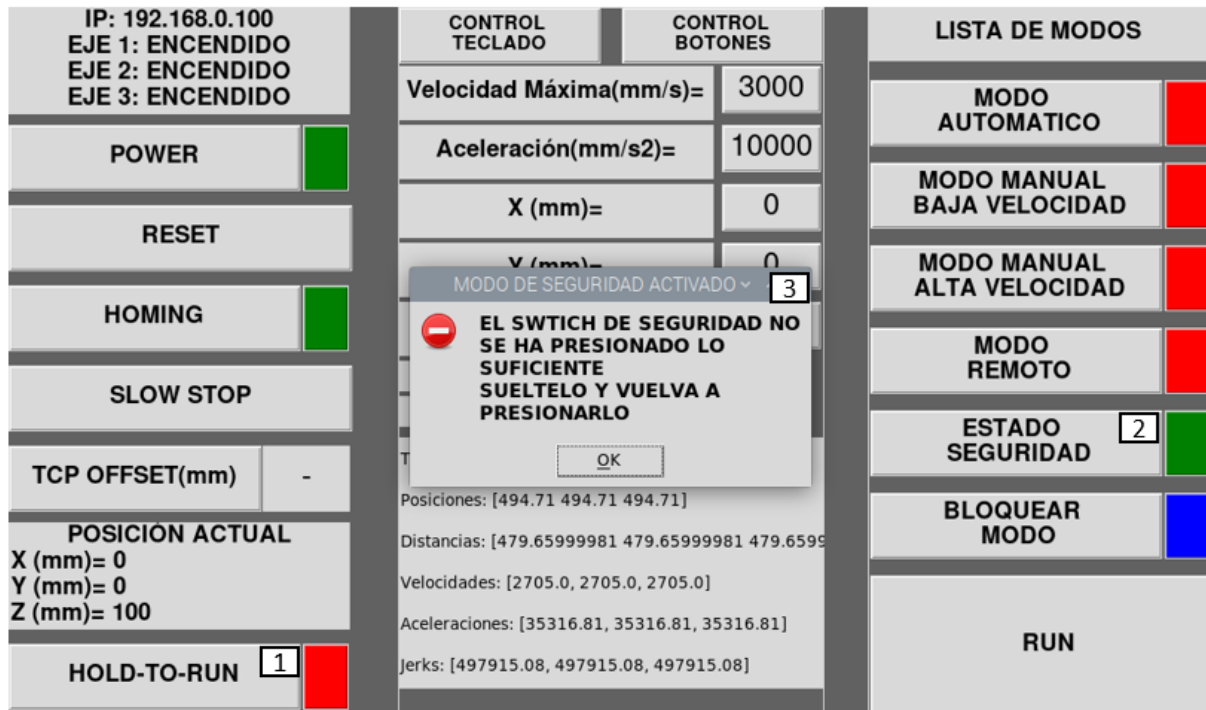 IP: 192.168.0.100
EJE 1: ENCENDIDO
EJE 2: ENCENDIDO
EJE 3: ENCENDIDO
POWER
RESET
HOMING
SLOW STOP
TCP OFFSET(mm)
-
POSICIÓN ACTUAL
X (mm)= 0
Y (mm)= 0
Z (mm)= 100
HOLD-TO-RUN
1
CONTROL
TECLADO
CONTROL
BOTONES
Velocidad Máxima(mm/s)=
3000
Aceleración(mm/s2)=
10000
X (mm)=
0
Y (mm)=
0
MODO DE SEGURIDAD ACTIVADO
3
EL SWTICH DE SEGURIDAD NO
SE HA PRESIONADO LO
SUFICIENTE
SUELTELO Y VUELVA A
PRESIONARLO
OK
T
Posiciones: [494.71 494.71 494.71]
Distancias: [479.65999981 479.65999981 479.6599
Velocidades: [2705.0, 2705.0, 2705.0]
Aceleraciones: [35316.81, 35316.81, 35316.81]
Jerks: [497915.08, 497915.08, 497915.08]
LISTA DE MODOS
MODO
AUTOMATICO
MODO MANUAL
BAJA VELOCIDAD
MODO MANUAL
ALTA VELOCIDAD
MODO
REMOTO
ESTADO
SEGURIDAD
2
BLOQUEAR
MODO
RUN